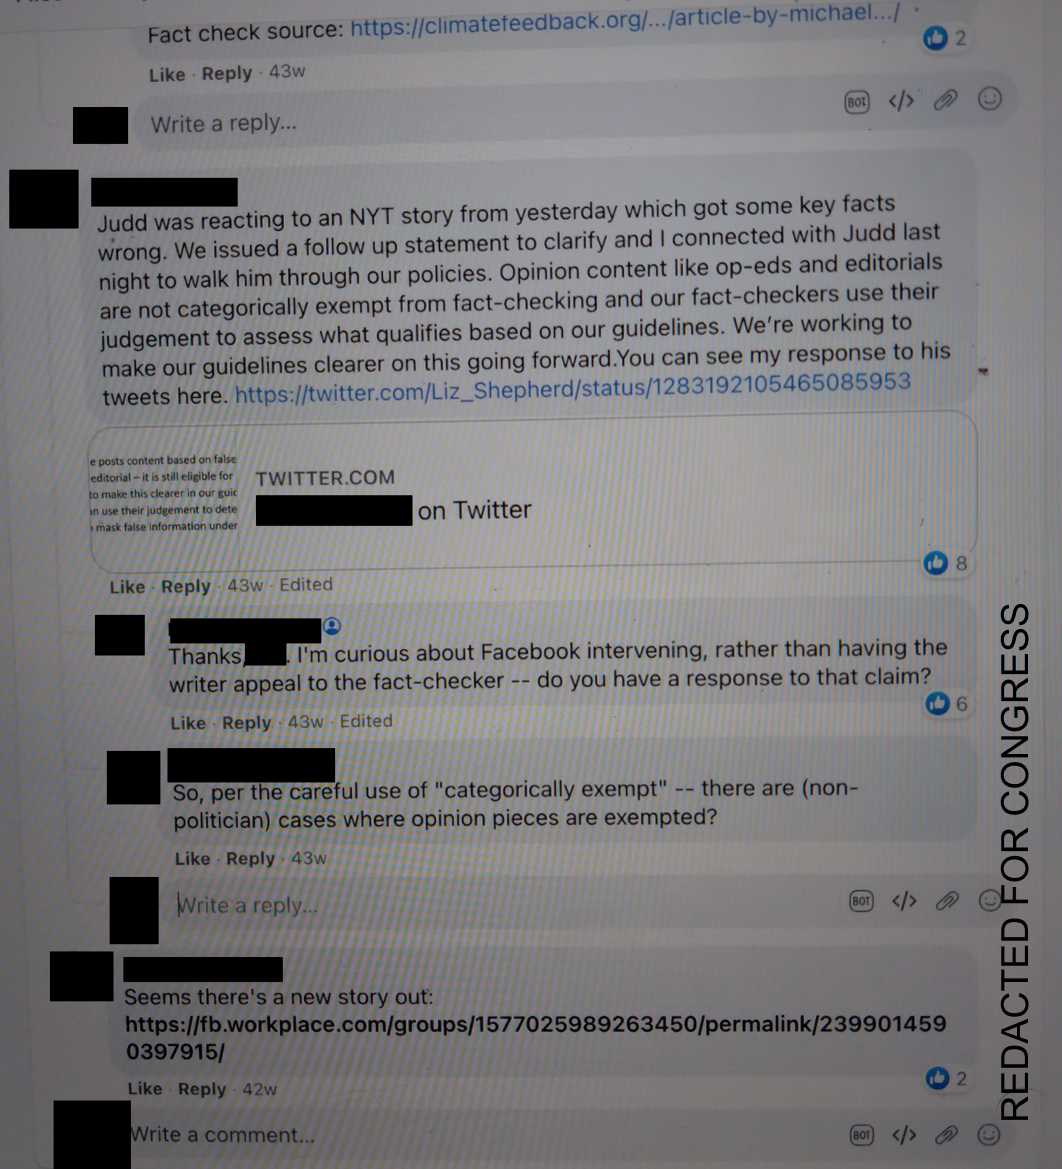 Fact check source: https://climatefeedback.org/.../article-by-michael.../
2
Like · Reply · 43w
Write a reply...
BOT </>
Judd was reacting to an NYT story from yesterday which got some key facts
wrong. We issued a follow up statement to clarify and I connected with Judd last
night to walk him through our policies. Opinion content like op-eds and editorials
are not categorically exempt from fact-checking and our fact-checkers use their
judgement to assess what qualifies based on our guidelines. We're working to
make our guidelines clearer on this going forward.You can see my response to his
tweets here. https://twitter.com/Liz_Shepherd/status/1283192105465085953
e posts content based on false
editorial – it is still eligible for
to make this clearer in our guic
in use their judgement to dete
mask false information under
TWITTER.COM
on Twitter
8
Like · Reply · 43w · Edited
Thanks, . I'm curious about Facebook intervening, rather than having the
writer appeal to the fact-checker -- do you have a response to that claim?
6
Like · Reply · 43w · Edited
So, per the careful use of "categorically exempt" -- there are (non-
politician) cases where opinion pieces are exempted?
Like · Reply · 43w
Write a reply...
BOT </>
Seems there's a new story out:
https://fb.workplace.com/groups/1577025989263450/permalink/239901459
0397915/
2
Like · Reply · 42w
Write a comment...
BOT </>
REDACTED FOR CONGRESS